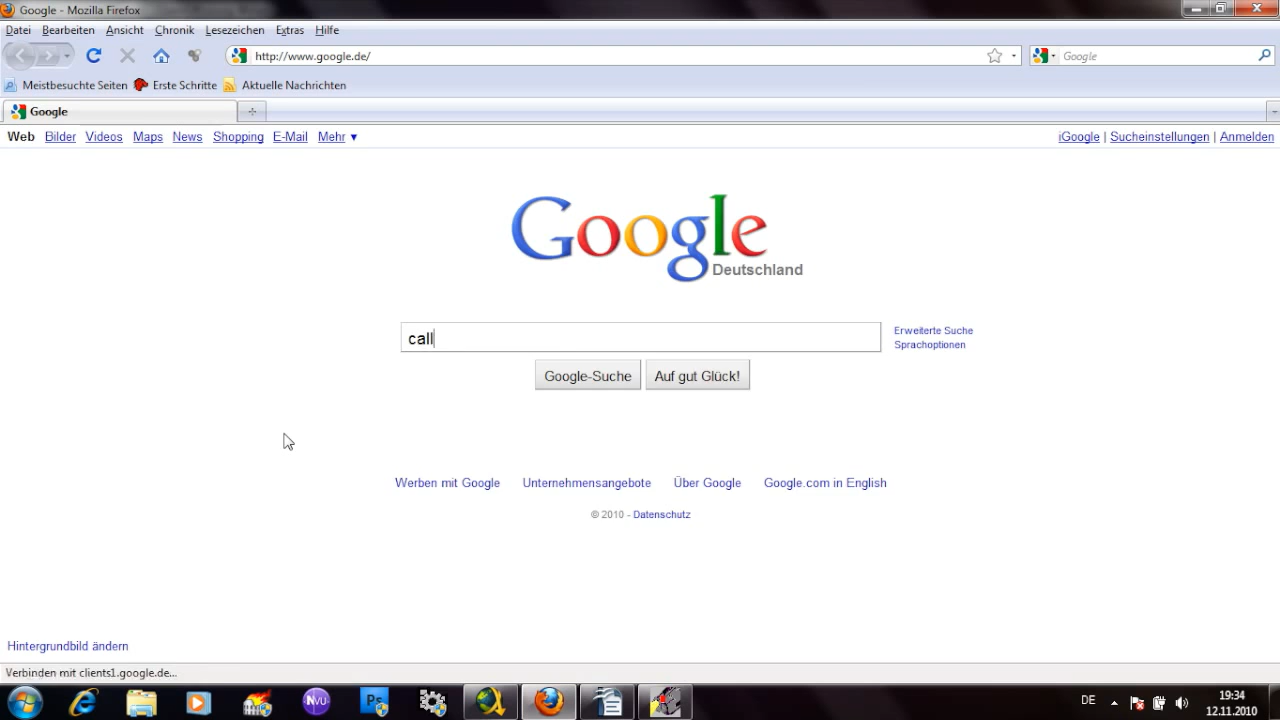 Google - Mozilla Firefox
Datei Bearbeiten Ansicht Chronik Lesezeichen Extras Hilfe
http://www.google.de/ Google
Meistbesuchte Seiten Erste Schritte Aktuelle Nachrichten
Google
Web Bilder Videos Maps News Shopping E-Mail Mehr ▼ iGoogle | Sucheinstellungen | Anmelden
Google
Deutschland
call
Erweiterte Suche
Sprachoptionen
Google-Suche Auf gut Glück!
Werben mit Google Unternehmensangebote Über Google Google.com in English
© 2010 - Datenschutz
Hintergrundbild ändern
Verbinden mit clients1.google.de...
NVU Ps DE 19:34
12.11.2010